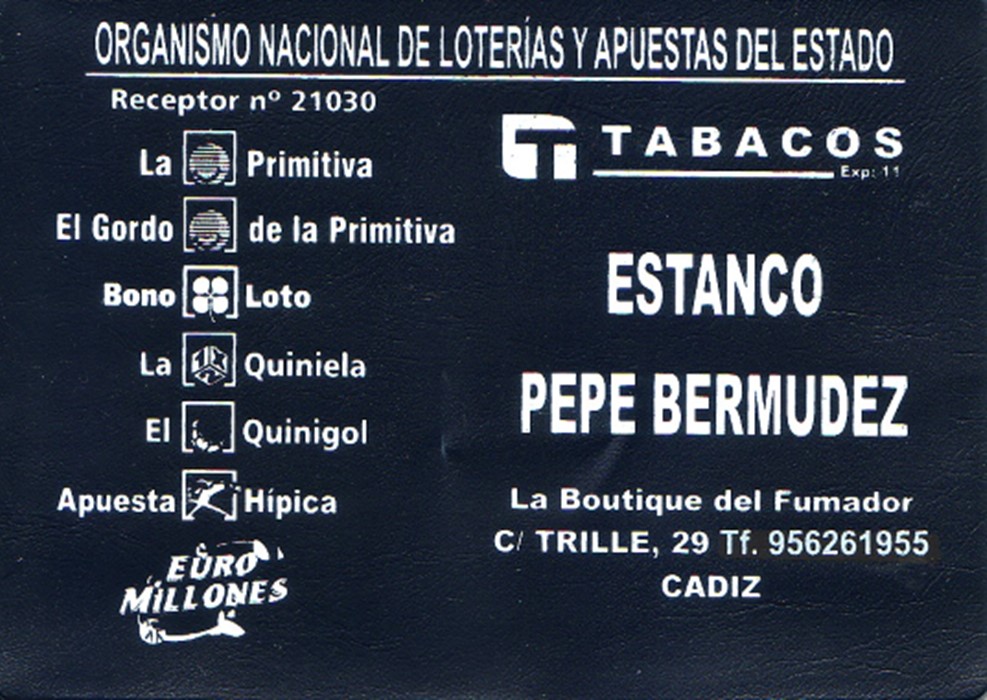 ORGANISMO NACIONAL DE LOTERÍAS Y APUESTAS DEL ESTADO
Receptor nº 21030
La Primitiva
El Gordo de la Primitiva
Bono Loto
La Quiniela
El Quinigol
Apuesta Hípica
EURO
MILLONES
TABACOS
Exp: 11
ESTANCO
PEPE BERMUDEZ
La Boutique del Fumador
C/ TRILLE, 29 Tf. 956261955
CADIZ